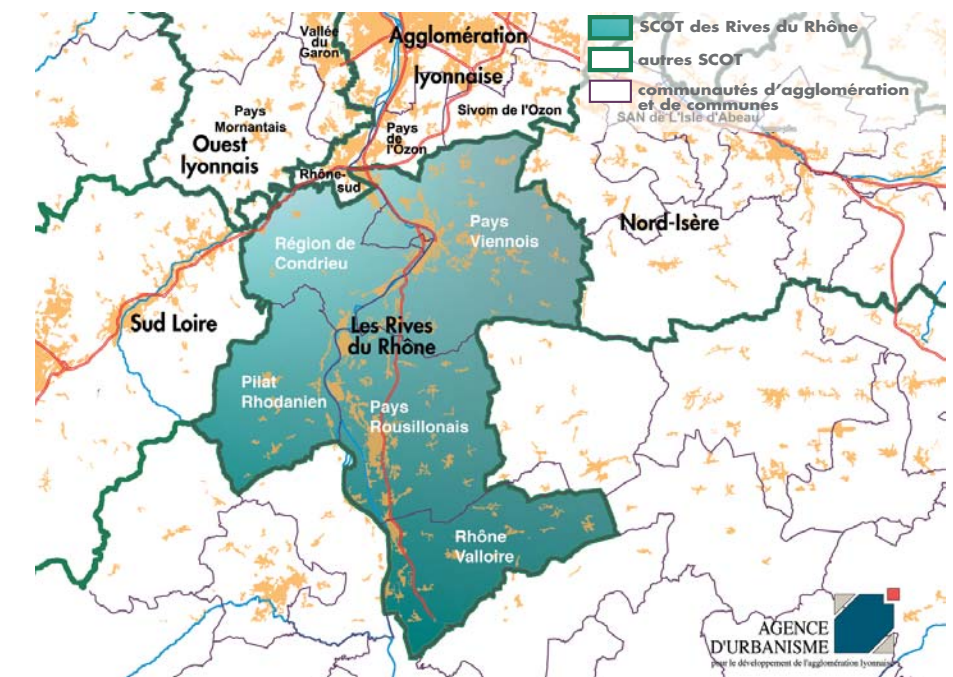 Vallée
du
Garon
Agglomération
lyonnaise
SCOT des Rives du Rhône
autres SCOT
communautés d'agglomération
et de communes
SAN de L'Isle d'Abeau
Pays
Mornantais
Ouest
lyonnais
Pays
de
l'Ozon
Sivom de l'Ozon
Rhône-
sud
Région de
Condrieu
Pays
Viennois
Nord-Isère
Sud Loire
Les Rives
du Rhône
Pilat
Rhodanien
Pays
Rousillonais
Rhône
Valloire
AGENCE
D'URBANISME
pour le développement de l'agglomération lyonnaise